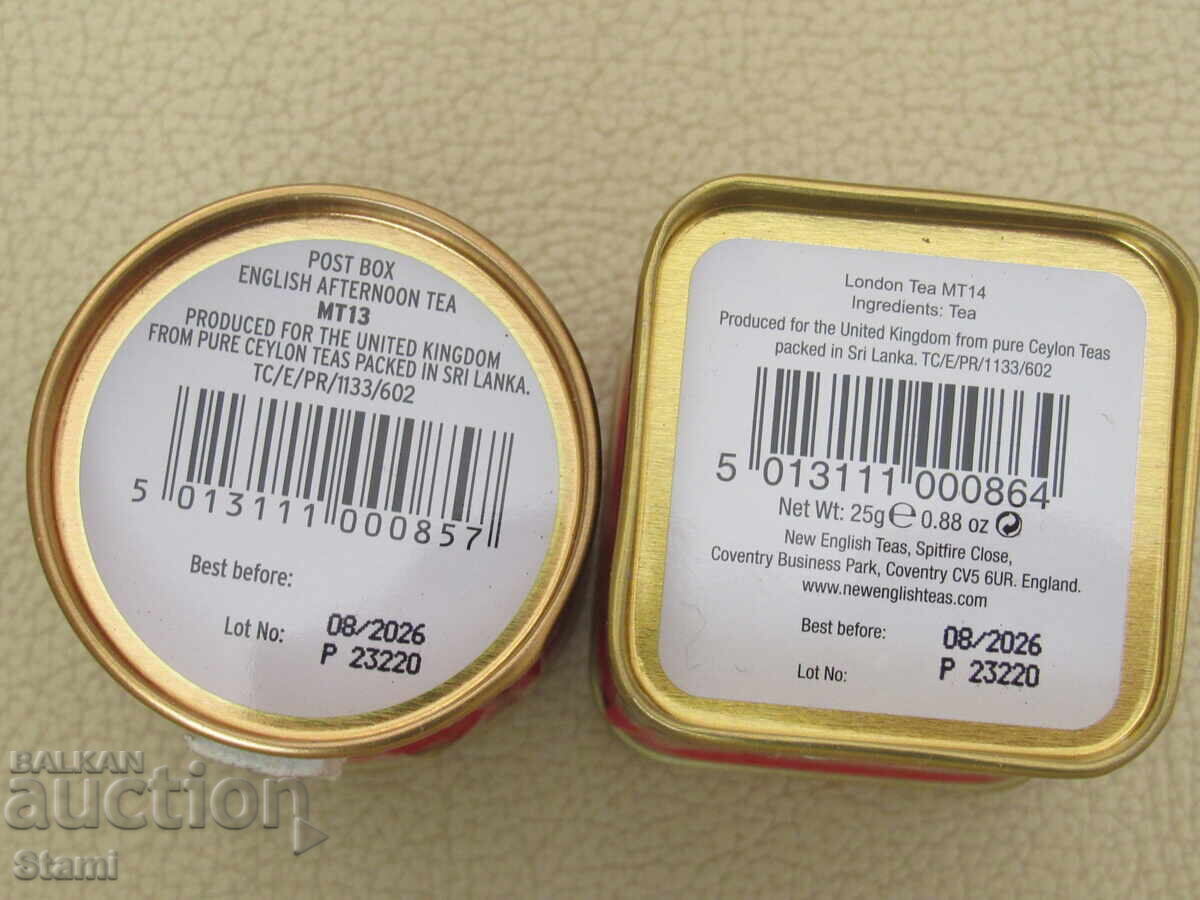 POST BOX
ENGLISH AFTERNOON TEA
MT13
PRODUCED FOR THE UNITED KINGDOM
FROM PURE CEYLON TEAS PACKED IN SRI LANKA.
TC/E/PR/1133/602
5 013111 000857
Best before:
08/2026
Lot No:
P 23220
London Tea MT14
Ingredients: Tea
Produced for the United Kingdom from pure Ceylon Teas
packed in Sri Lanka. TC/E/PR/1133/602
5 013111 000864
Net Wt: 25g ℮ 0.88 oz
New English Teas, Spitfire Close,
Coventry Business Park, Coventry CV5 6UR. England.
www.newenglishteas.com
Best before: 08/2026
Lot No: P 23220
BALKAN
auction
Stami